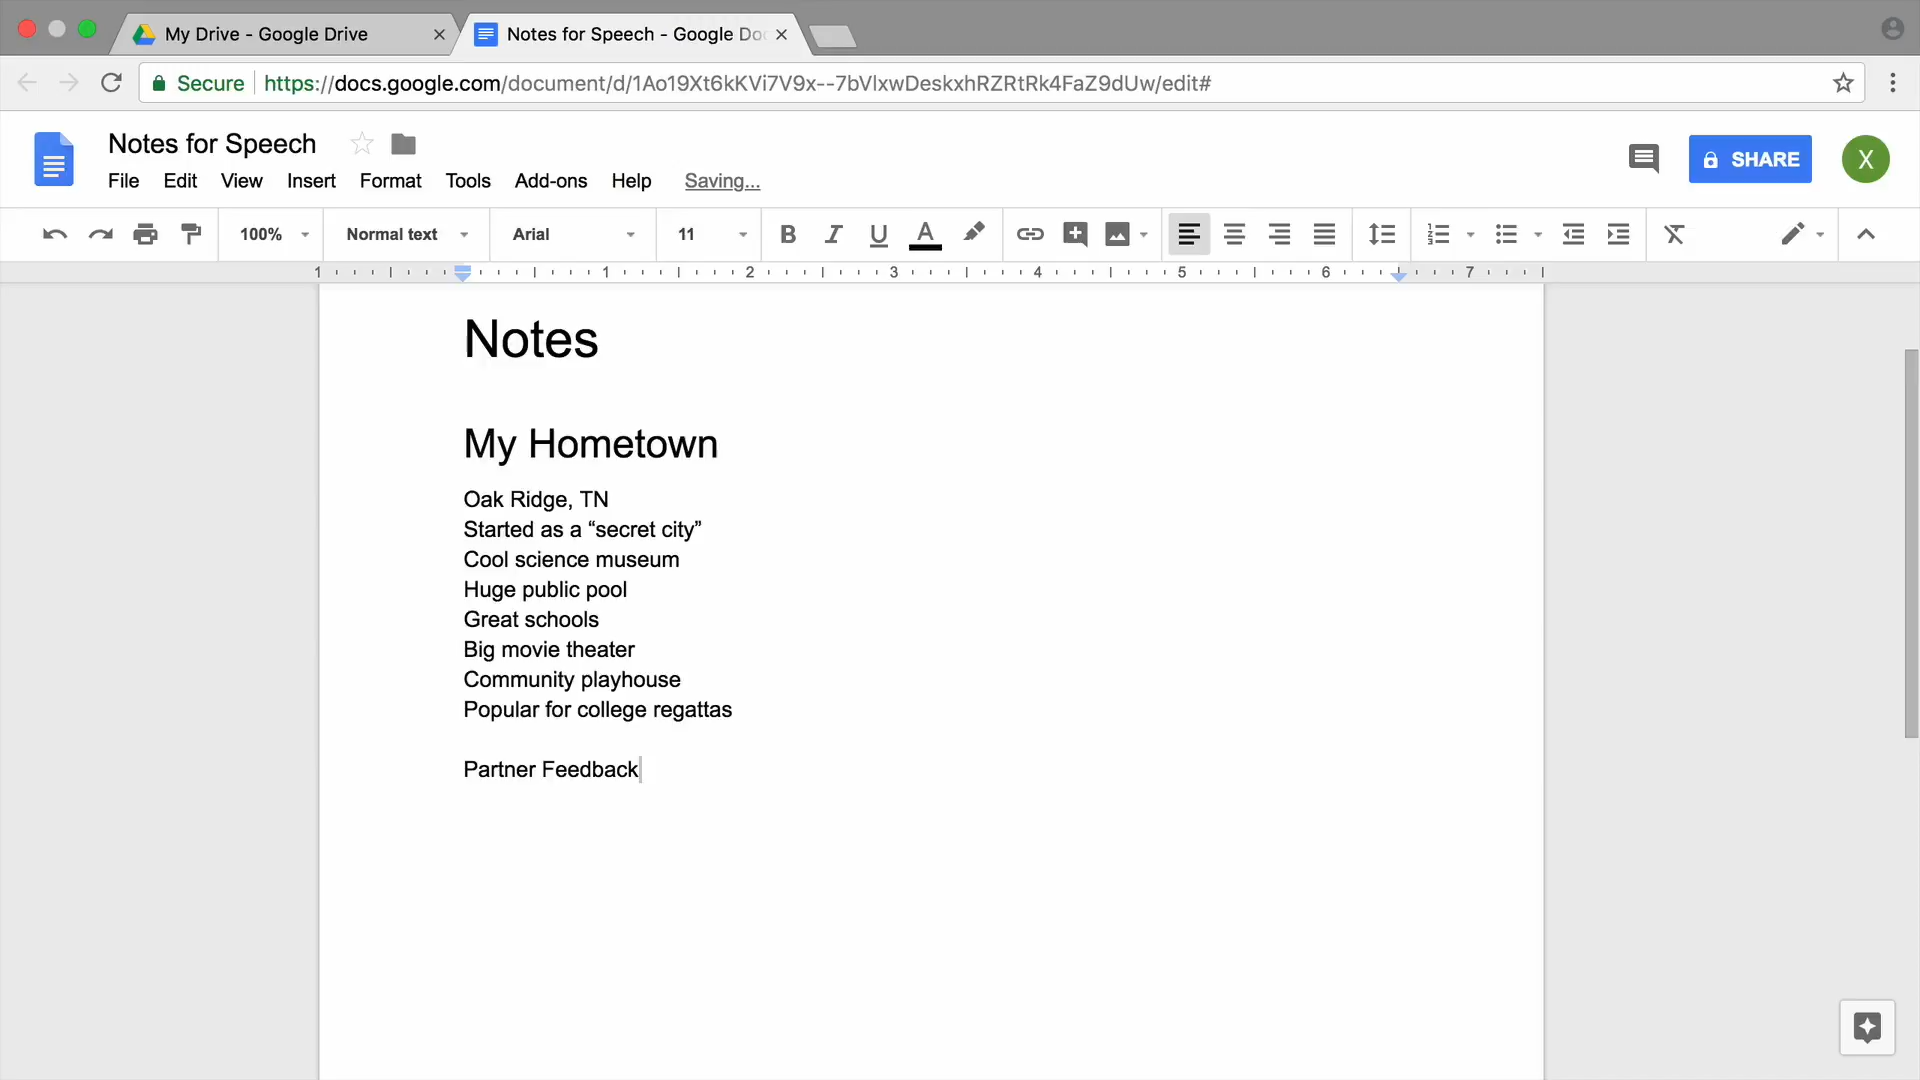 My Drive - Google Drive
Notes for Speech - Google Do
Secure https://docs.google.com/document/d/1Ao19Xt6kKVi7V9x--7bVlxwDeskxhRZRtRk4FaZ9dUw/edit#
Notes for Speech
SHARE
X
File Edit View Insert Format Tools Add-ons Help Saving...
100% Normal text Arial 11 B I U A
1 1 2 3 4 5 6 7
Notes
My Hometown
Oak Ridge, TN
Started as a “secret city”
Cool science museum
Huge public pool
Great schools
Big movie theater
Community playhouse
Popular for college regattas
Partner Feedback